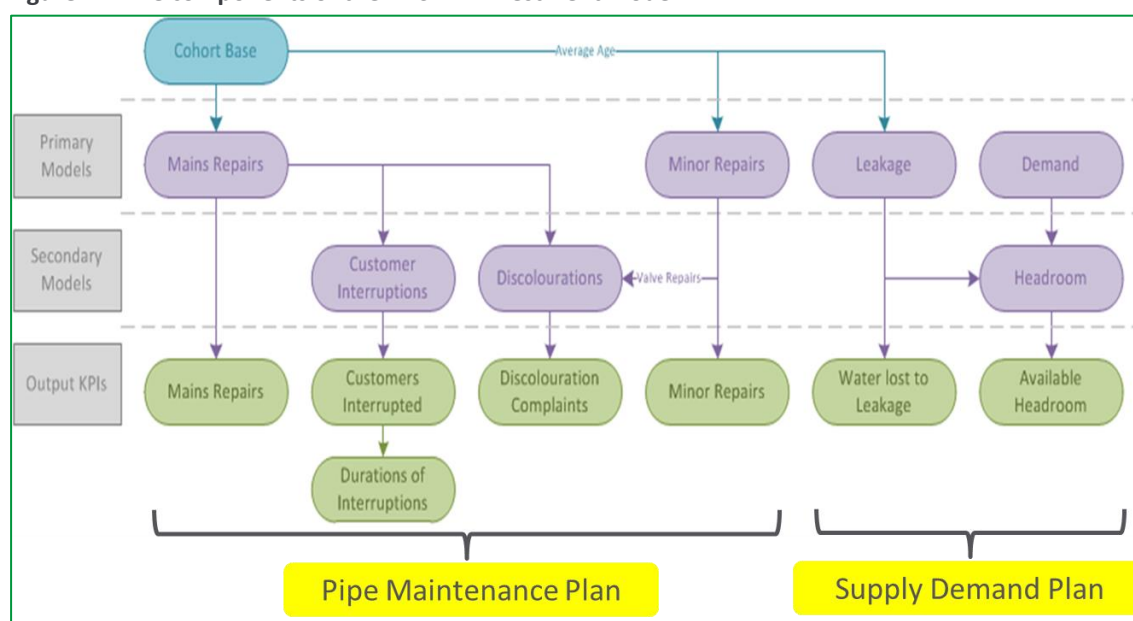 Cohort Base
Average Age
Primary
Models
Mains Repairs
Minor Repairs
Leakage
Demand
Secondary
Models
Customer
Interruptions
Discolourations
Valve Repairs
Headroom
Output KPIs
Mains Repairs
Customers
Interrupted
Discolouration
Complaints
Minor Repairs
Water lost to
Leakage
Available
Headroom
Durations of
Interruptions
Pipe Maintenance Plan
Supply Demand Plan